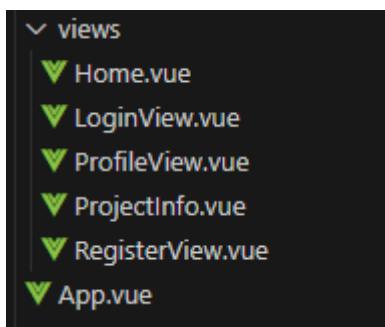 views
Home.vue
LoginView.vue
ProfileView.vue
ProjectInfo.vue
RegisterView.vue
App.vue